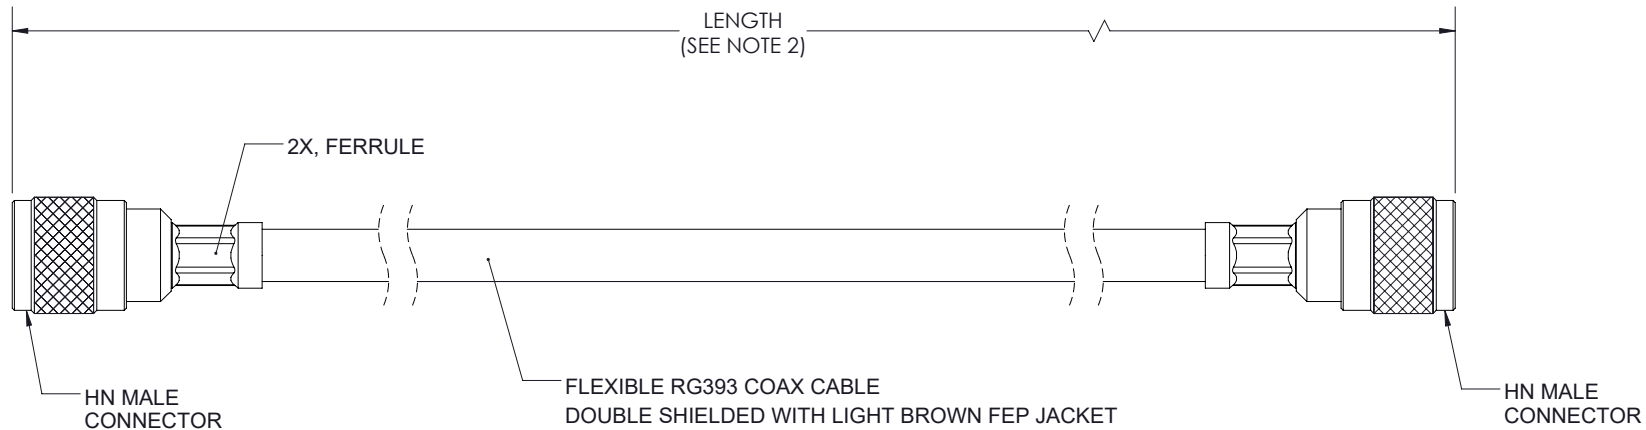 LENGTH
(SEE NOTE 2)
2X, FERRULE
HN MALE
CONNECTOR
FLEXIBLE RG393 COAX CABLE
DOUBLE SHIELDED WITH LIGHT BROWN FEP JACKET
HN MALE
CONNECTOR